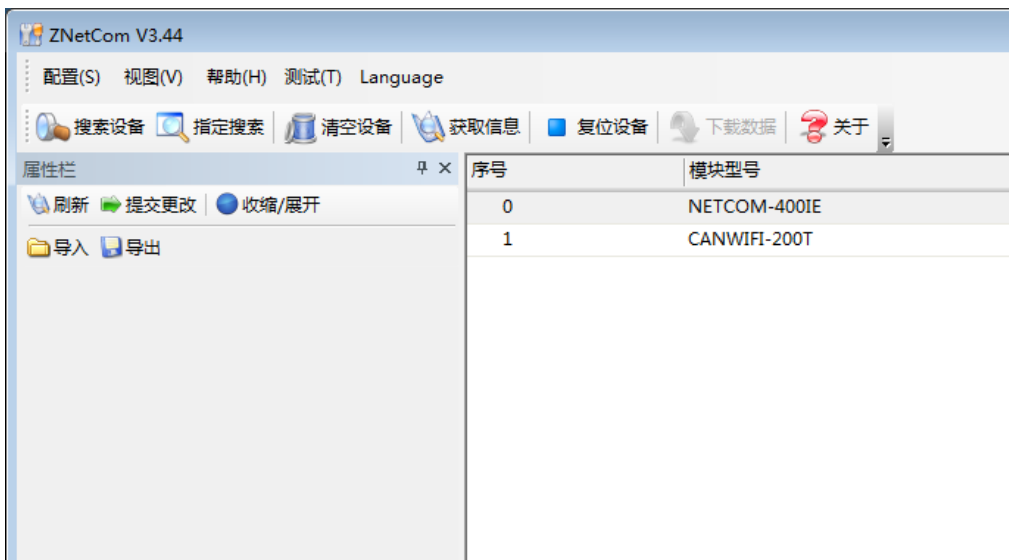 ZNetCom V3.44
配置(S) 视图(V) 帮助(H) 测试(T) Language
搜索设备 指定搜索 清空设备 获取信息 复位设备 下载数据 关于
属性栏 序号 模块型号
刷新 提交更改 收缩/展开 0 NETCOM-400IE
导入 导出 1 CANWIFI-200T